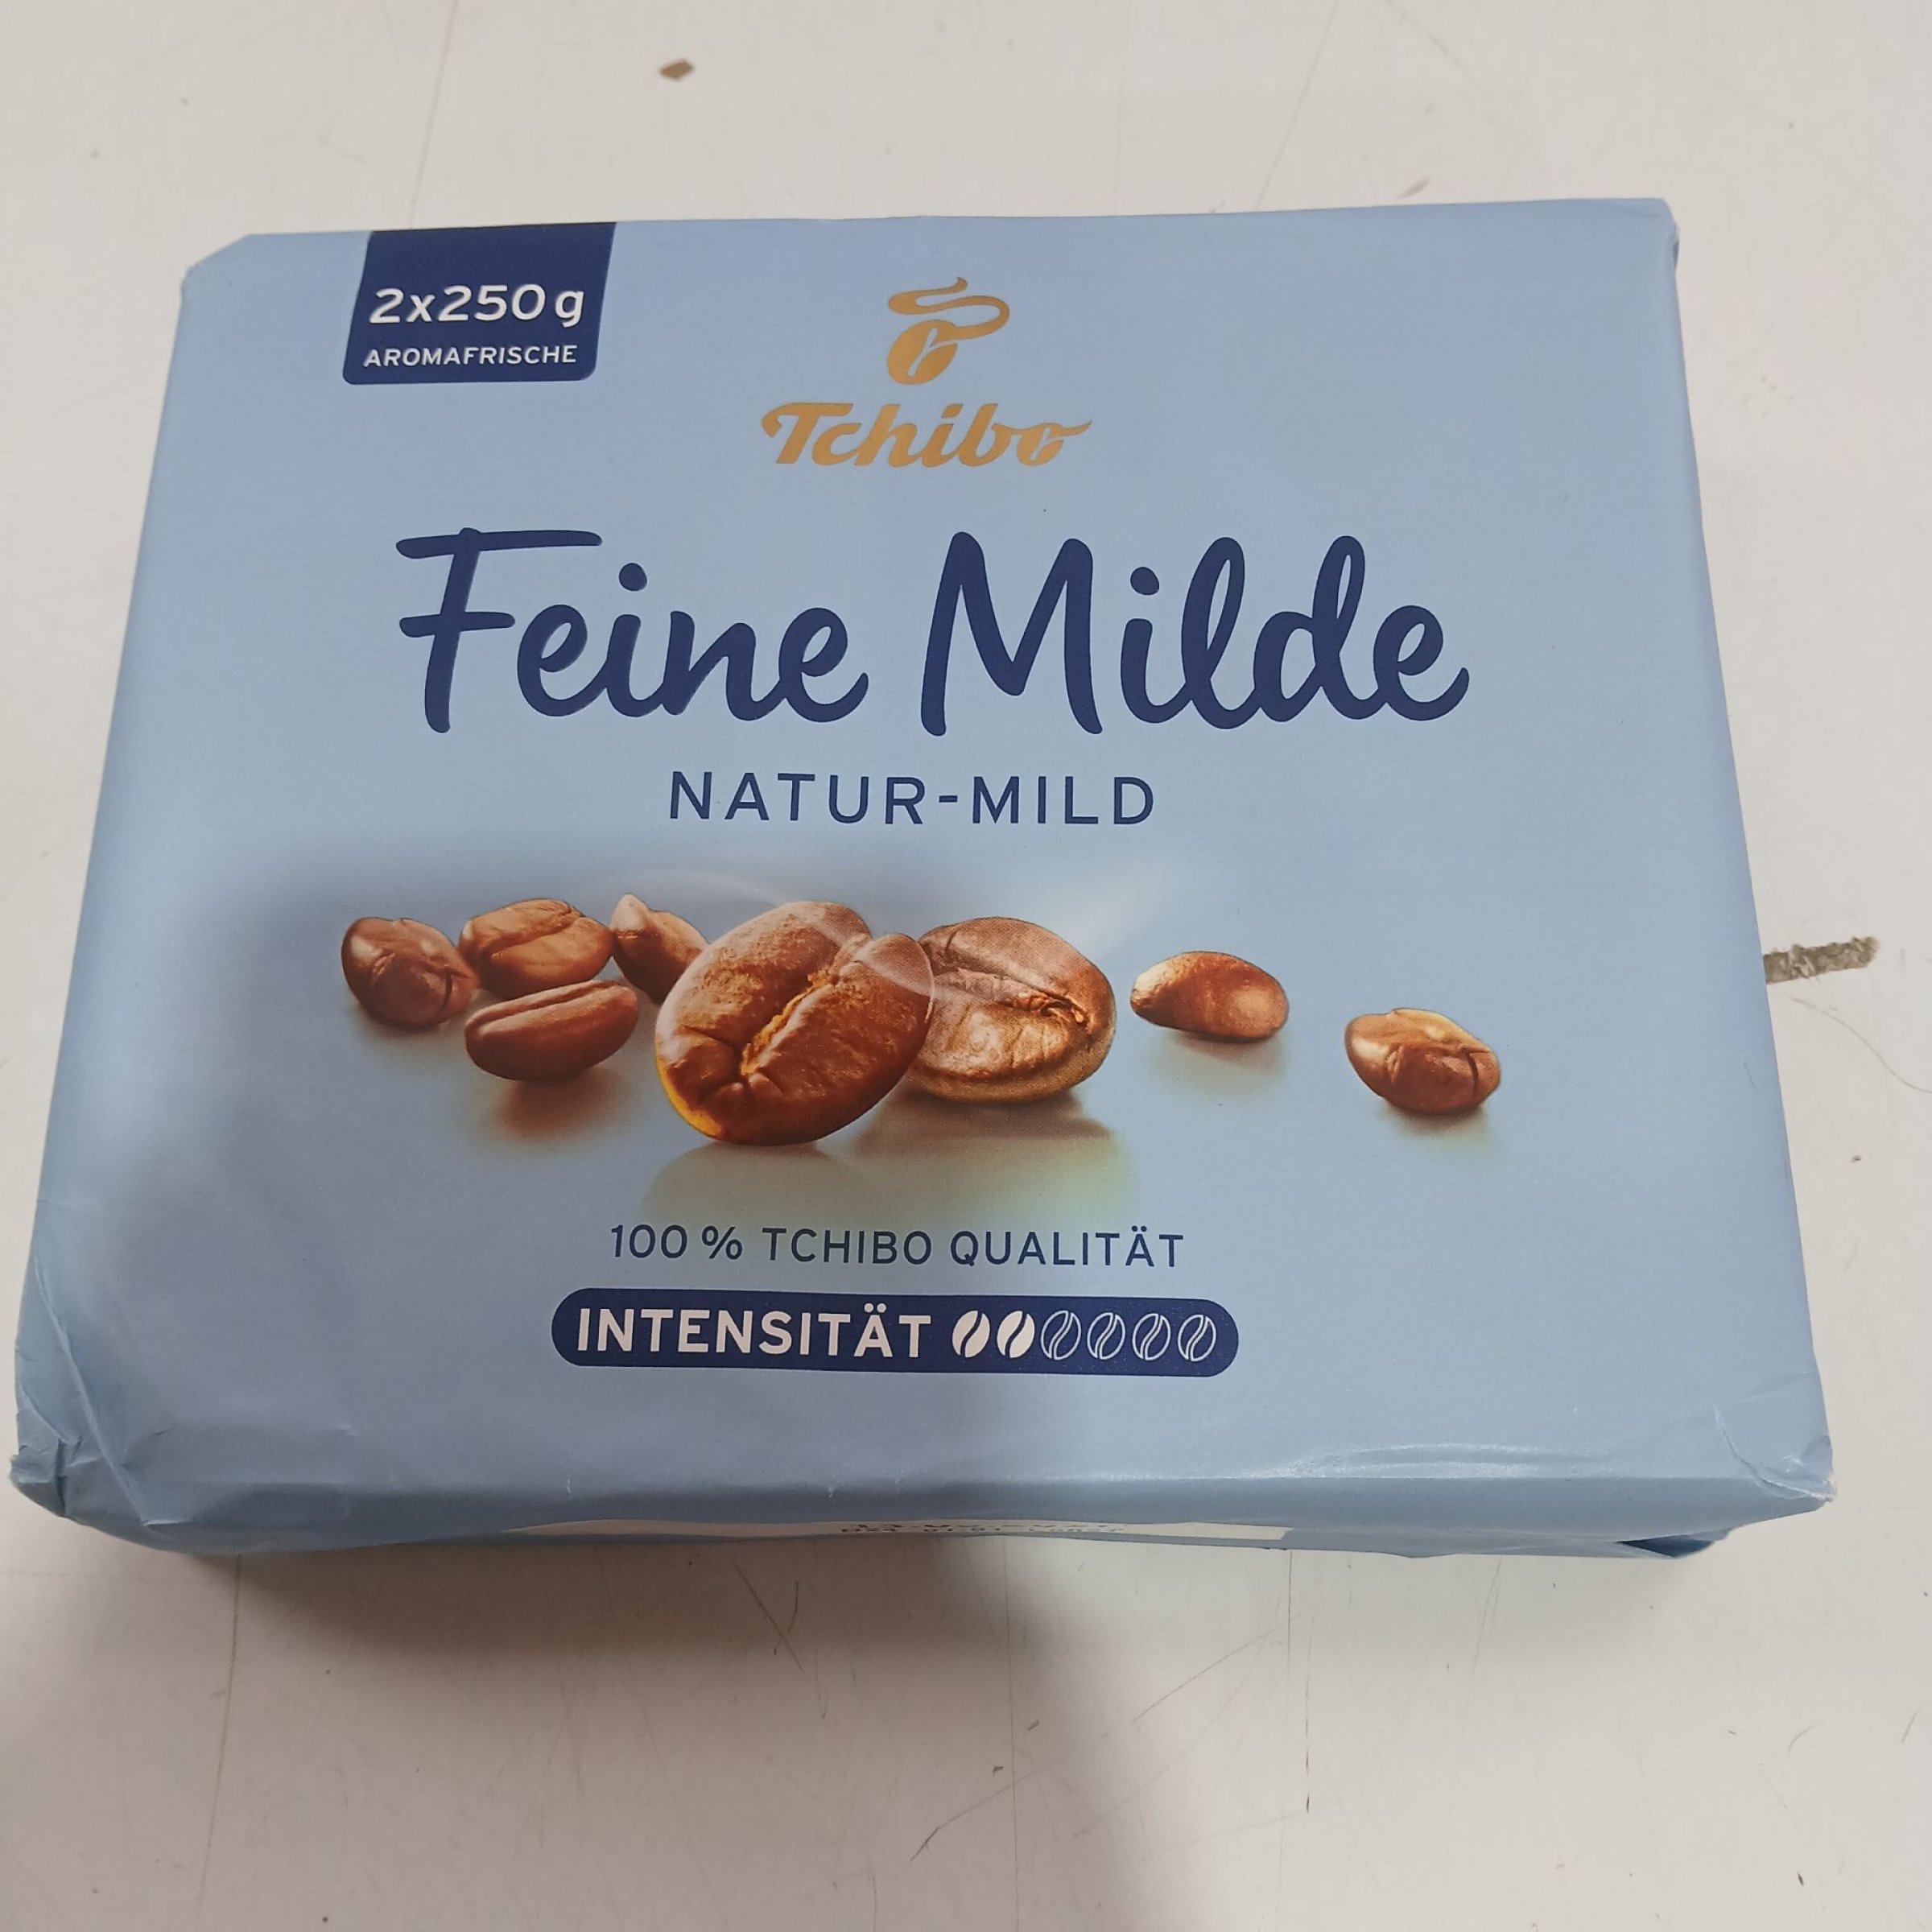 2x250g
AROMAFRISCHE
Tchibo
Feine Milde
NATUR-MILD
100 % TCHIBO QUALITÄT
INTENSITÄT